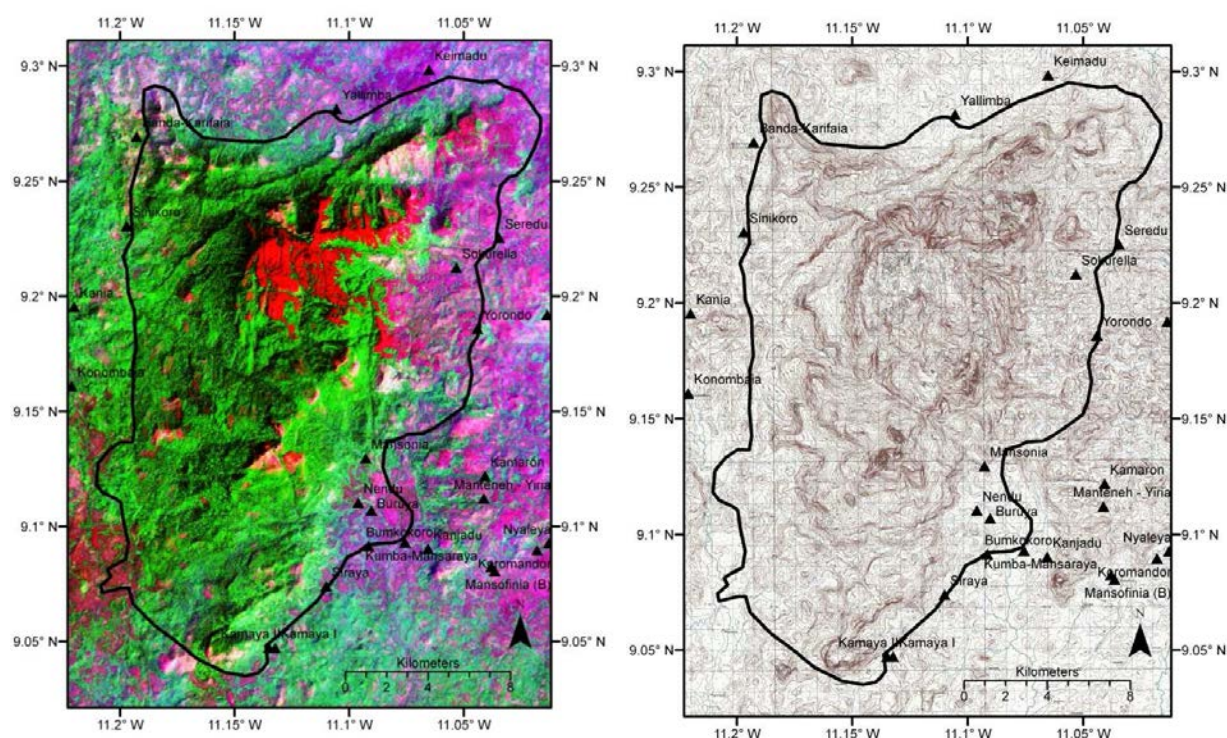 11.2° W 11.15° W 11.1° W 11.05° W
9.3° N
9.25° N
9.2° N
9.15° N
9.1° N
9.05° N
Keimadu
Yallimba
Banda-Karifaia
Sinikoro
Seredu
Sokurella
Kania
Yorondo
Konombaia
Mansonia
Kamaron
Manteneh - Yiria
Nendu
Buruya
Nyaleya
Bumkokoro
Kanjadu
Kumba-Mansaraya
Karomandor
Mansofinia (B)
Siraya
Kamaya II
Kamaya I
Kilometers
0 2 4 8
9.3° N
9.25° N
9.2° N
9.15° N
9.1° N
9.05° N
11.2° W 11.15° W 11.1° W 11.05° W
11.2° W 11.15° W 11.1° W 11.05° W
9.3° N
9.25° N
9.2° N
9.15° N
9.1° N
9.05° N
Keimadu
Yallimba
Banda-Karifaia
Sinikoro
Seredu
Sokurella
Kania
Yorondo
Konombaia
Mansonia
Kamaron
Manteneh - Yiria
Nendu
Buruya
Nyaleya
Bumkokoro
Kanjadu
Kumba-Mansaraya
Karomandor
Mansofinia (B)
Siraya
Kamaya II
Kamaya I
N
Kilometers
0 2 4 8
9.3° N
9.25° N
9.2° N
9.15° N
9.1° N
9.05° N
11.2° W 11.15° W 11.1° W 11.05° W